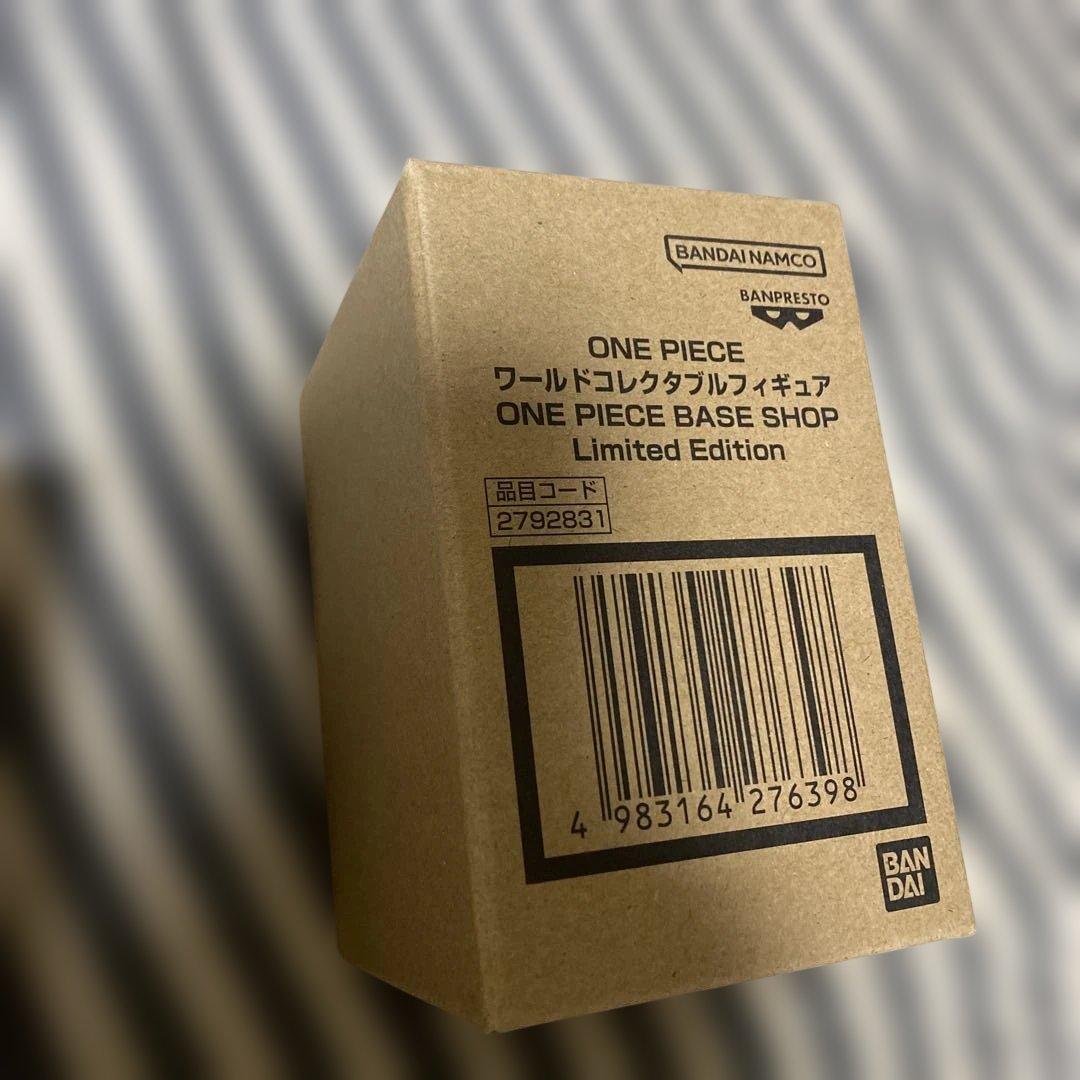 BANDAI NAMCO
BANPRESTO
ONE PIECE
ワールドコレクタブルフィギュア
ONE PIECE BASE SHOP
Limited Edition
品目コード
2792831
4 983164 276398
BAN
DAI